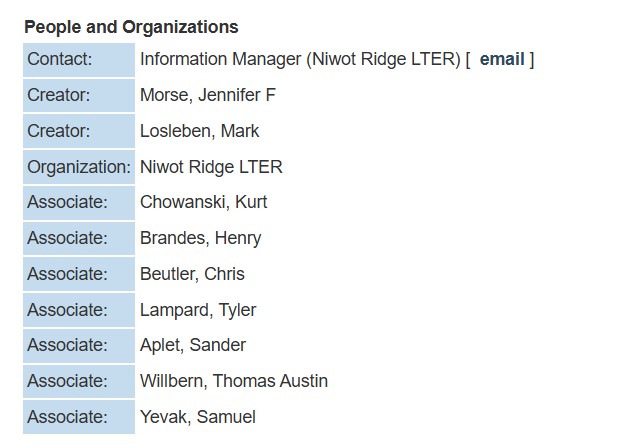 People and Organizations
Contact: Information Manager (Niwot Ridge LTER) [ email ]
Creator: Morse, Jennifer F
Creator: Losleben, Mark
Organization: Niwot Ridge LTER
Associate: Chowanski, Kurt
Associate: Brandes, Henry
Associate: Beutler, Chris
Associate: Lampard, Tyler
Associate: Aplet, Sander
Associate: Willbern, Thomas Austin
Associate: Yevak, Samuel